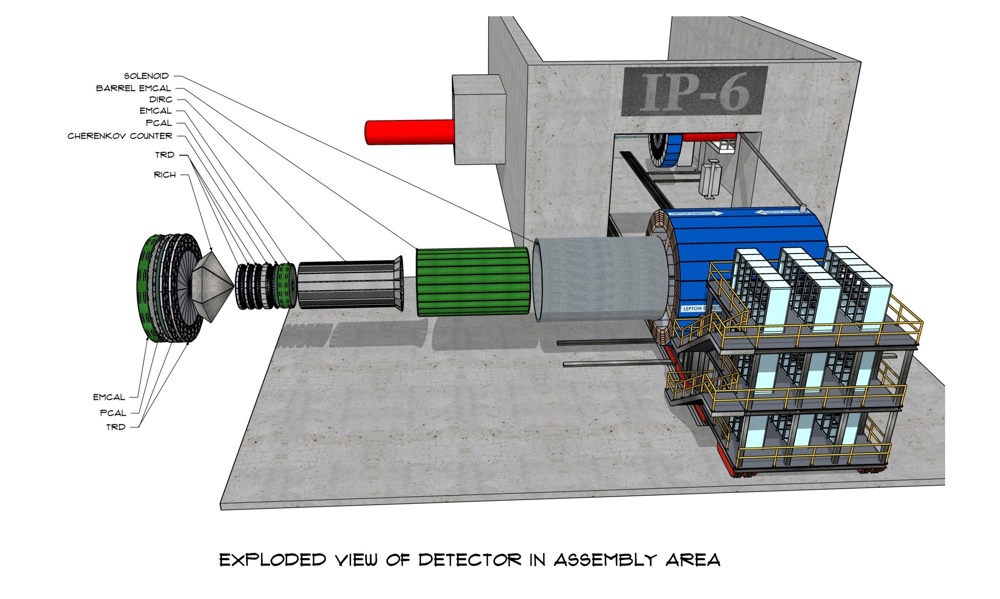 SOLENOID
BARREL EMCAL
DIRC
EMCAL
PCAL
CHERENKOV COUNTER
TRD
RICH
IP-6
LEPTON DIRECTION
HADRON DIRECT
LEPTON DIRECTI
EMCAL
PCAL
TRD
EXPLODED VIEW OF DETECTOR IN ASSEMBLY AREA